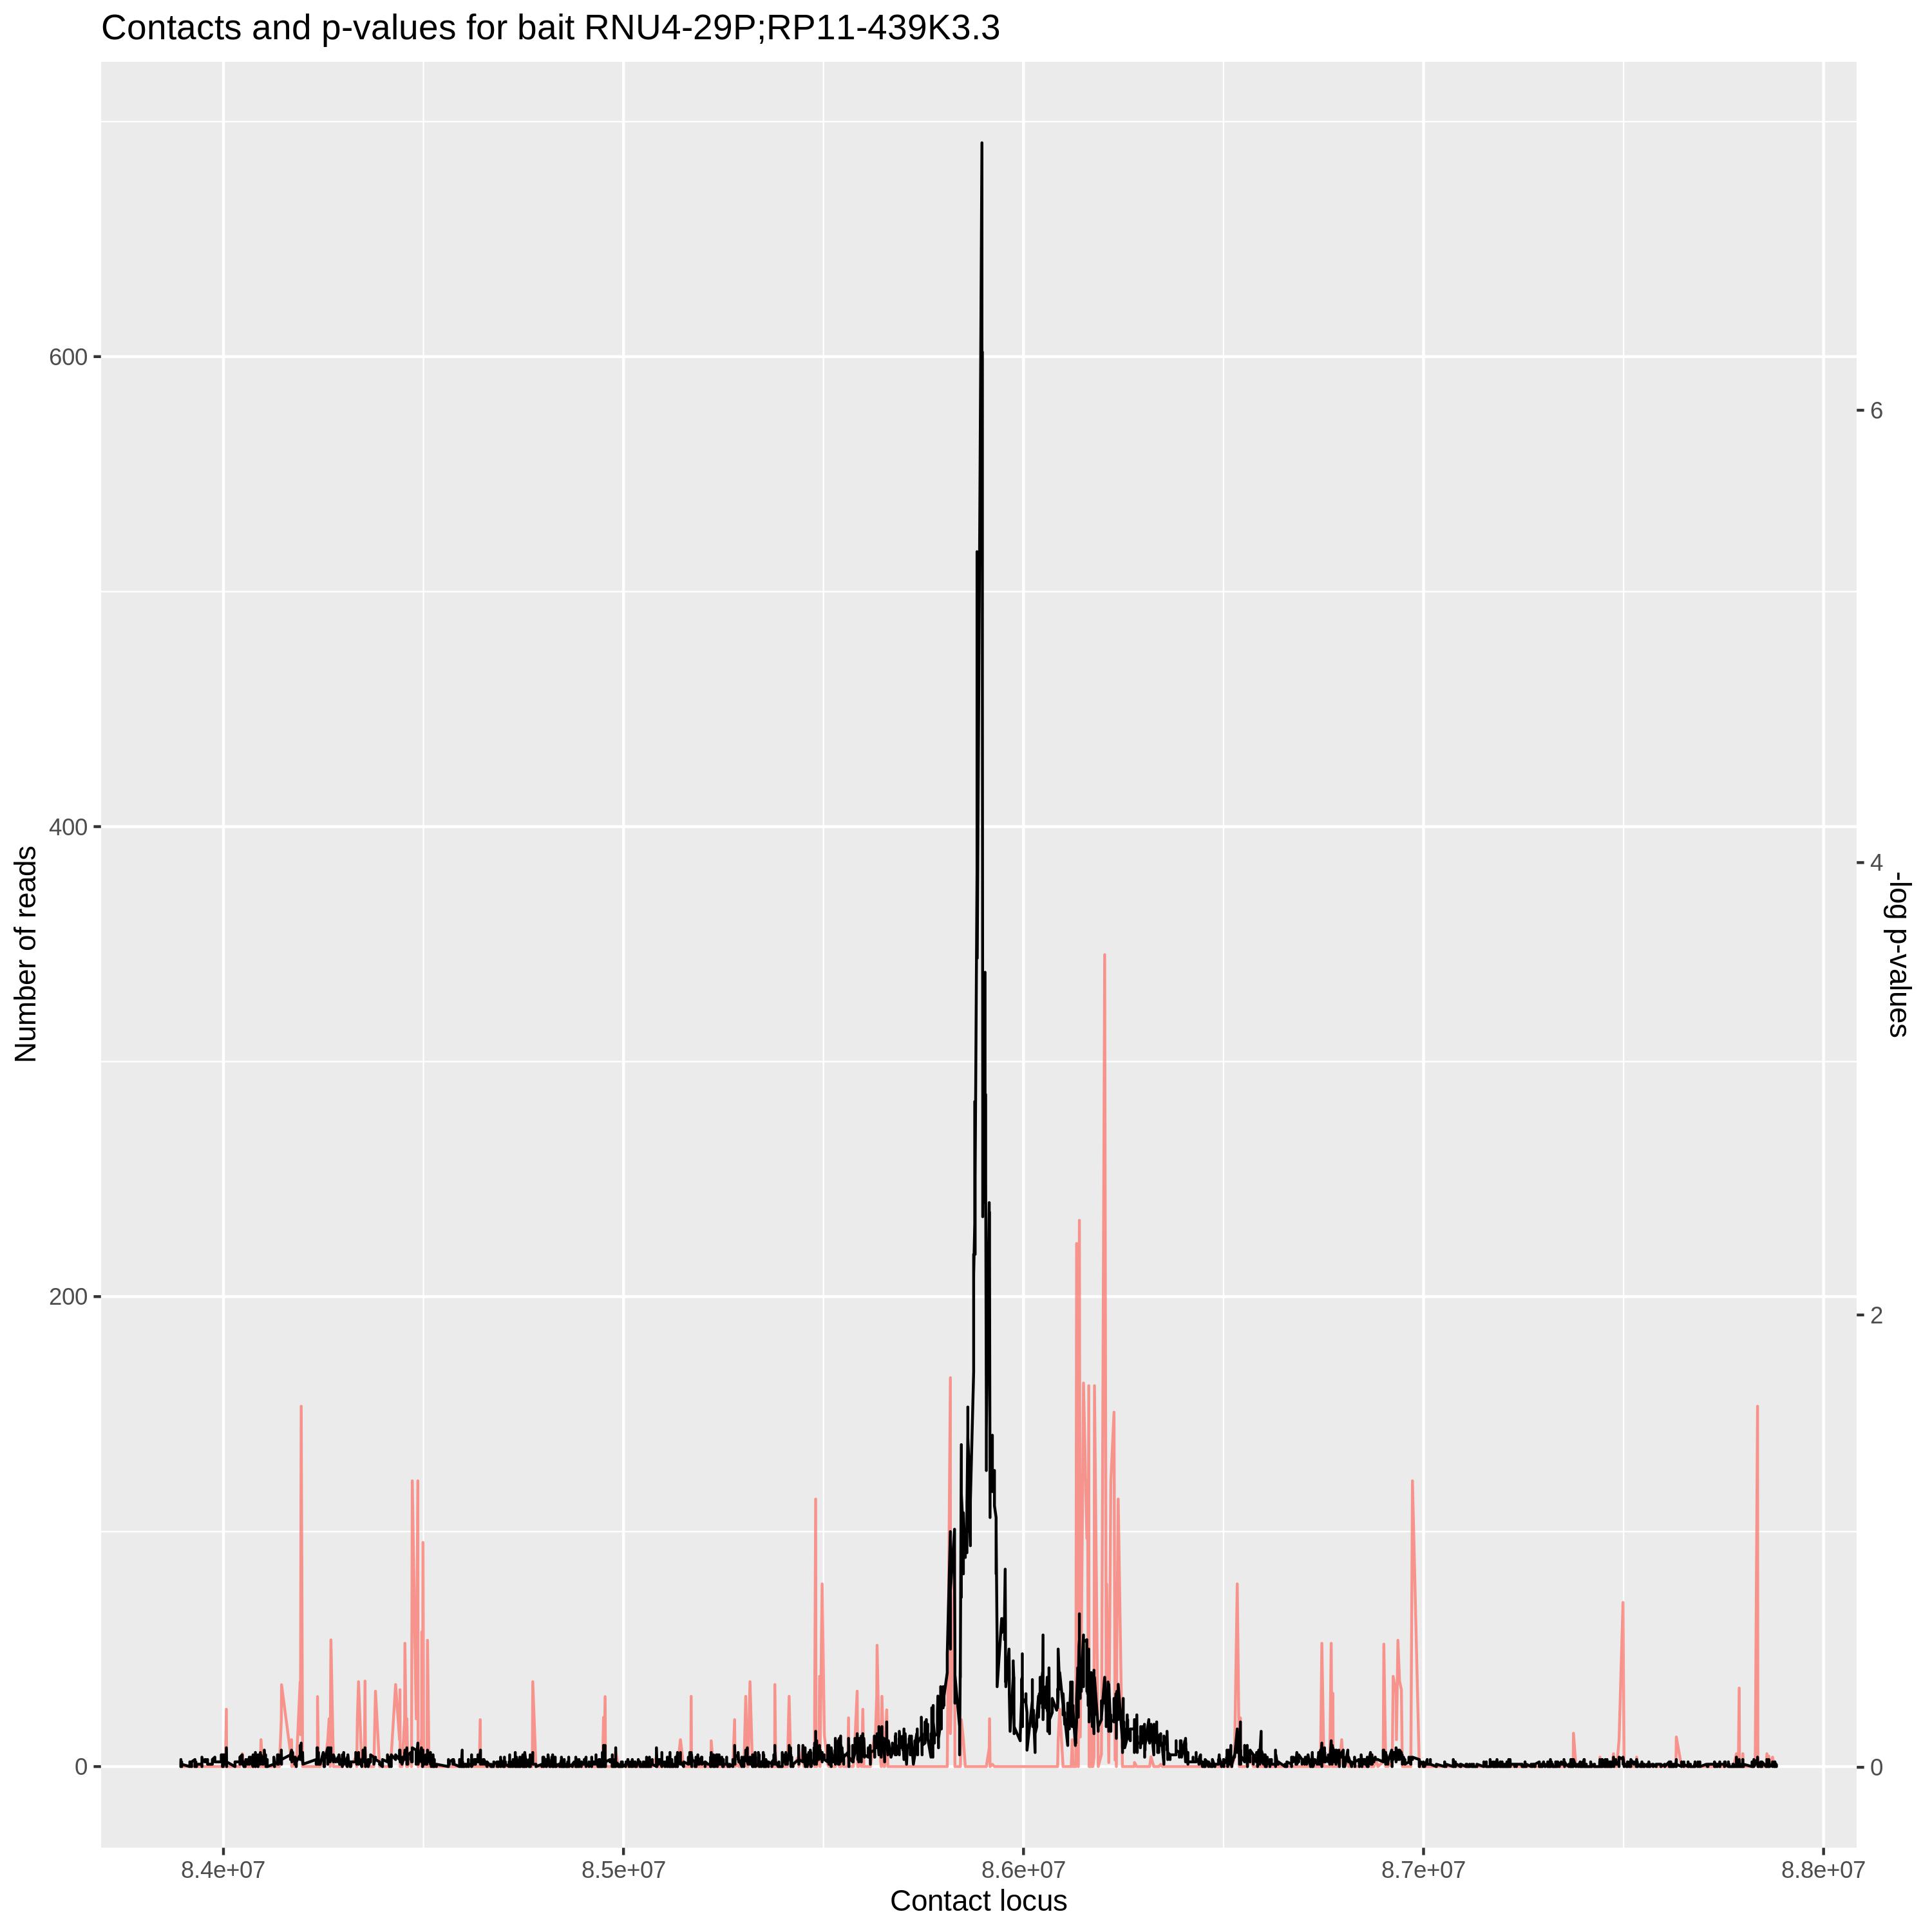 Contacts and p-values for bait RNU4-29P;RP11-439K3.3
600
400
200
0
Number of reads
6
4
2
0
-log p-values
8.4e+07
8.5e+07
8.6e+07
8.7e+07
8.8e+07
Contact locus